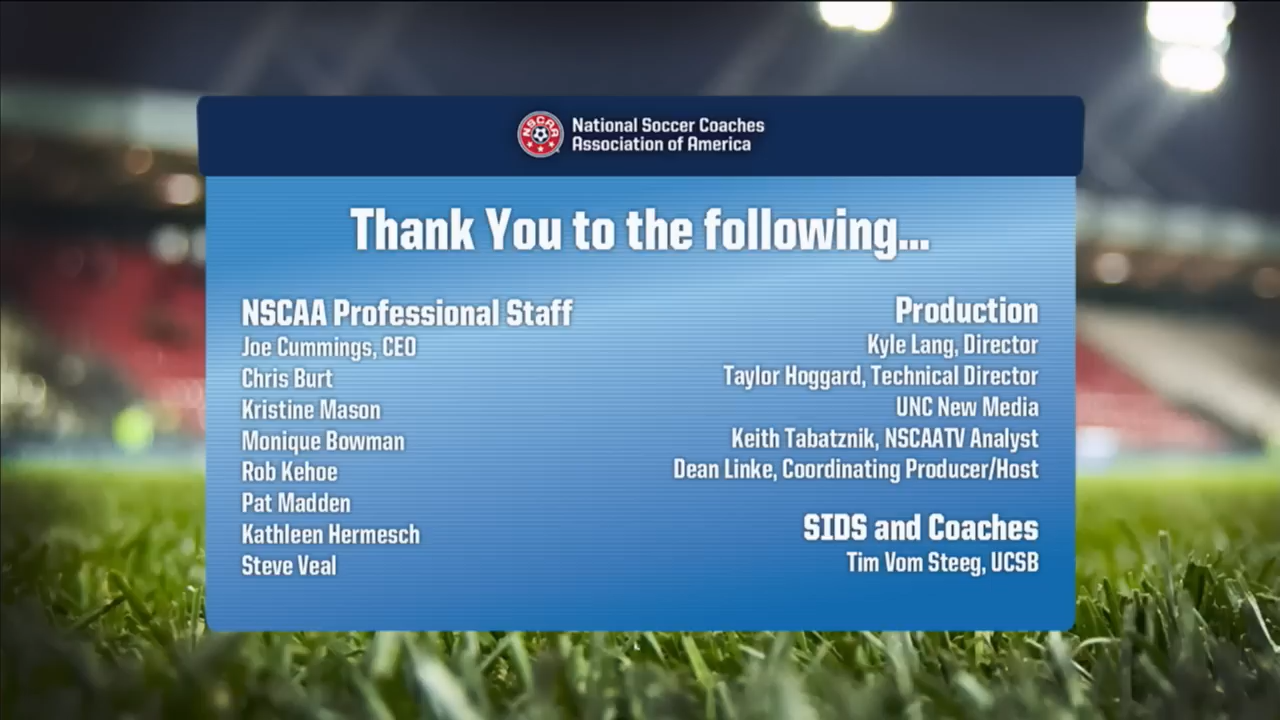 NSCAA
National Soccer Coaches
Association of America
Thank You to the following...
NSCAA Professional Staff
Joe Cummings, CEO
Chris Burt
Kristine Mason
Monique Bowman
Rob Kehoe
Pat Madden
Kathleen Hermesch
Steve Veal
Production
Kyle Lang, Director
Taylor Hoggard, Technical Director
UNC New Media
Keith Tabatznik, NSCAATV Analyst
Dean Linke, Coordinating Producer/Host
SIDS and Coaches
Tim Vom Steeg, UCSB